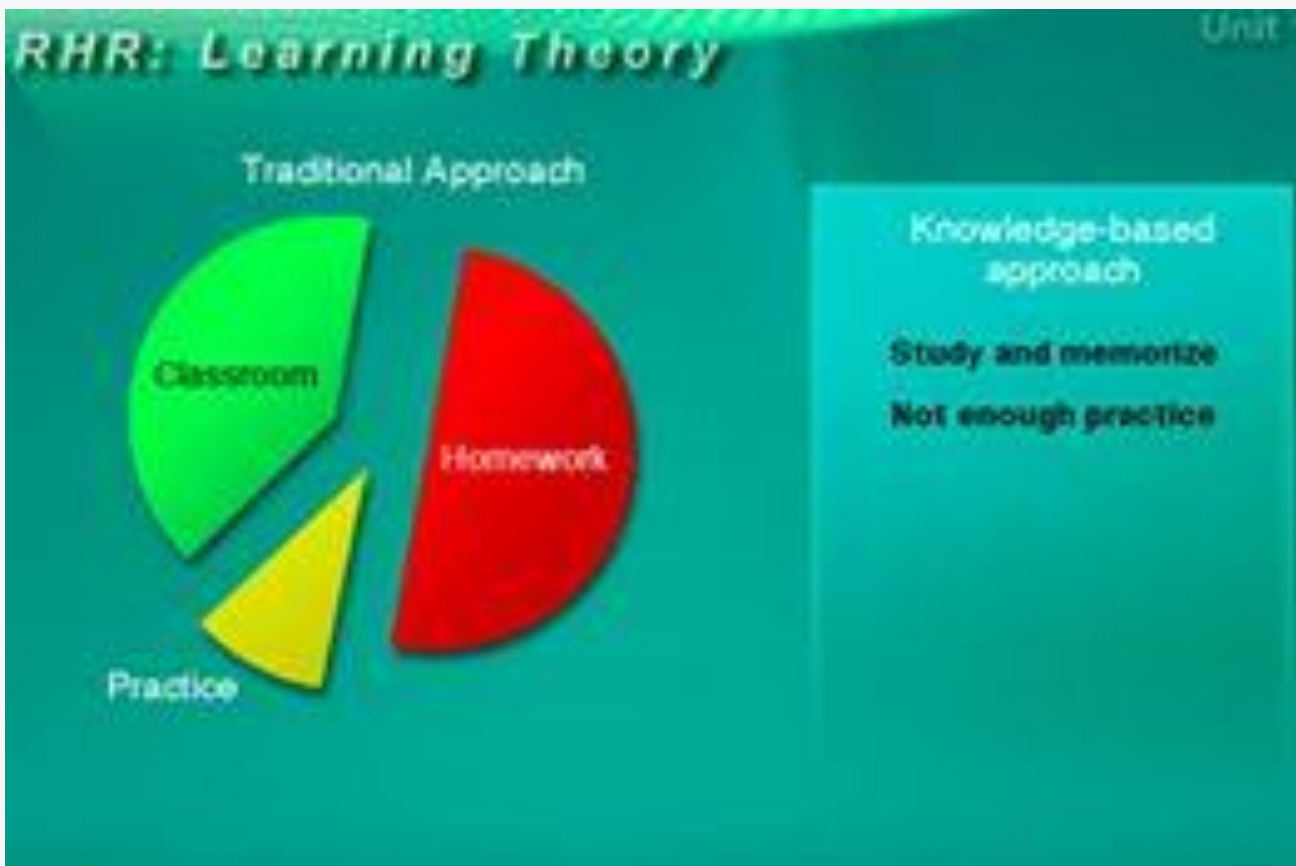 RHR: Learning Theory
Unit
Traditional Approach
Classroom
Homework
Practice
Knowledge-based
approach
Study and memorize
Not enough practice